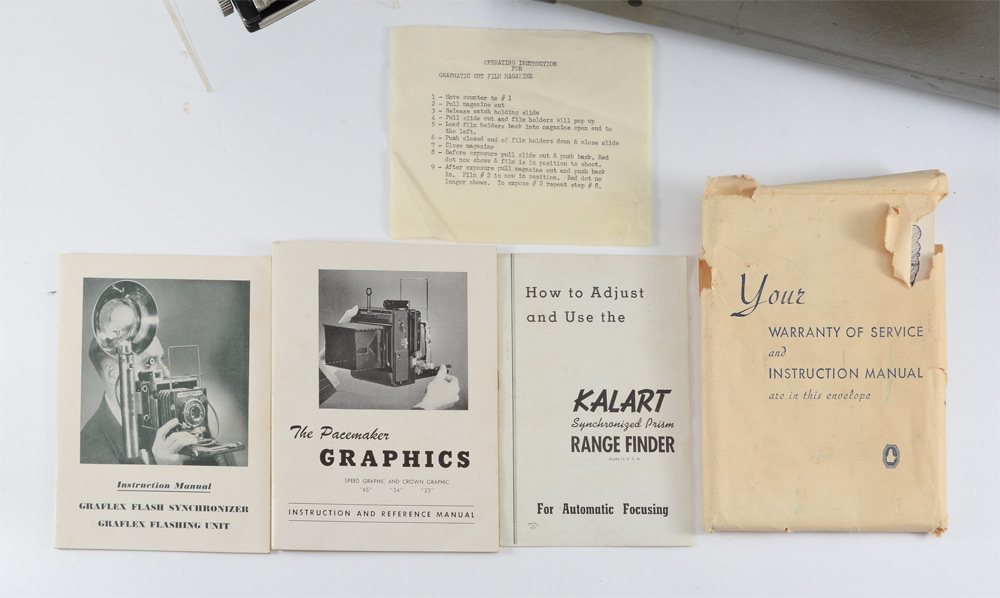 OPERATING INSTRUCTION
FOR
GRAFMATIC CUT FILM MAGAZINE
1 - Move counter to # 1
2 - Pull magazine out
3 - Release catch holding slide
4 - Pull slide out and film holders will pop up
5 - Load film holders back into magazine open end to
the left.
6 - Push closed end of film holders down & close slide
7 - Close magazine
8 - Before exposure pull slide out & push back. Red
dot now shows & film is in position to shoot.
9 - After exposure pull magazine out and push back
in. Film # 2 is now in position. Red dot no
longer shows. To expose # 2 repeat step # 8.
Instruction Manual
GRAFLEX FLASH SYNCHRONIZER
GRAFLEX FLASHING UNIT
The Pacemaker
GRAPHICS
SPEED GRAPHIC AND CROWN GRAPHIC
"45" "34" "23"
INSTRUCTION AND REFERENCE MANUAL
How to Adjust
and Use the
KALART
Synchronized Prism
RANGE FINDER
MADE IN U.S.A.
For Automatic Focusing
Your
WARRANTY OF SERVICE
and
INSTRUCTION MANUAL
are in this envelope